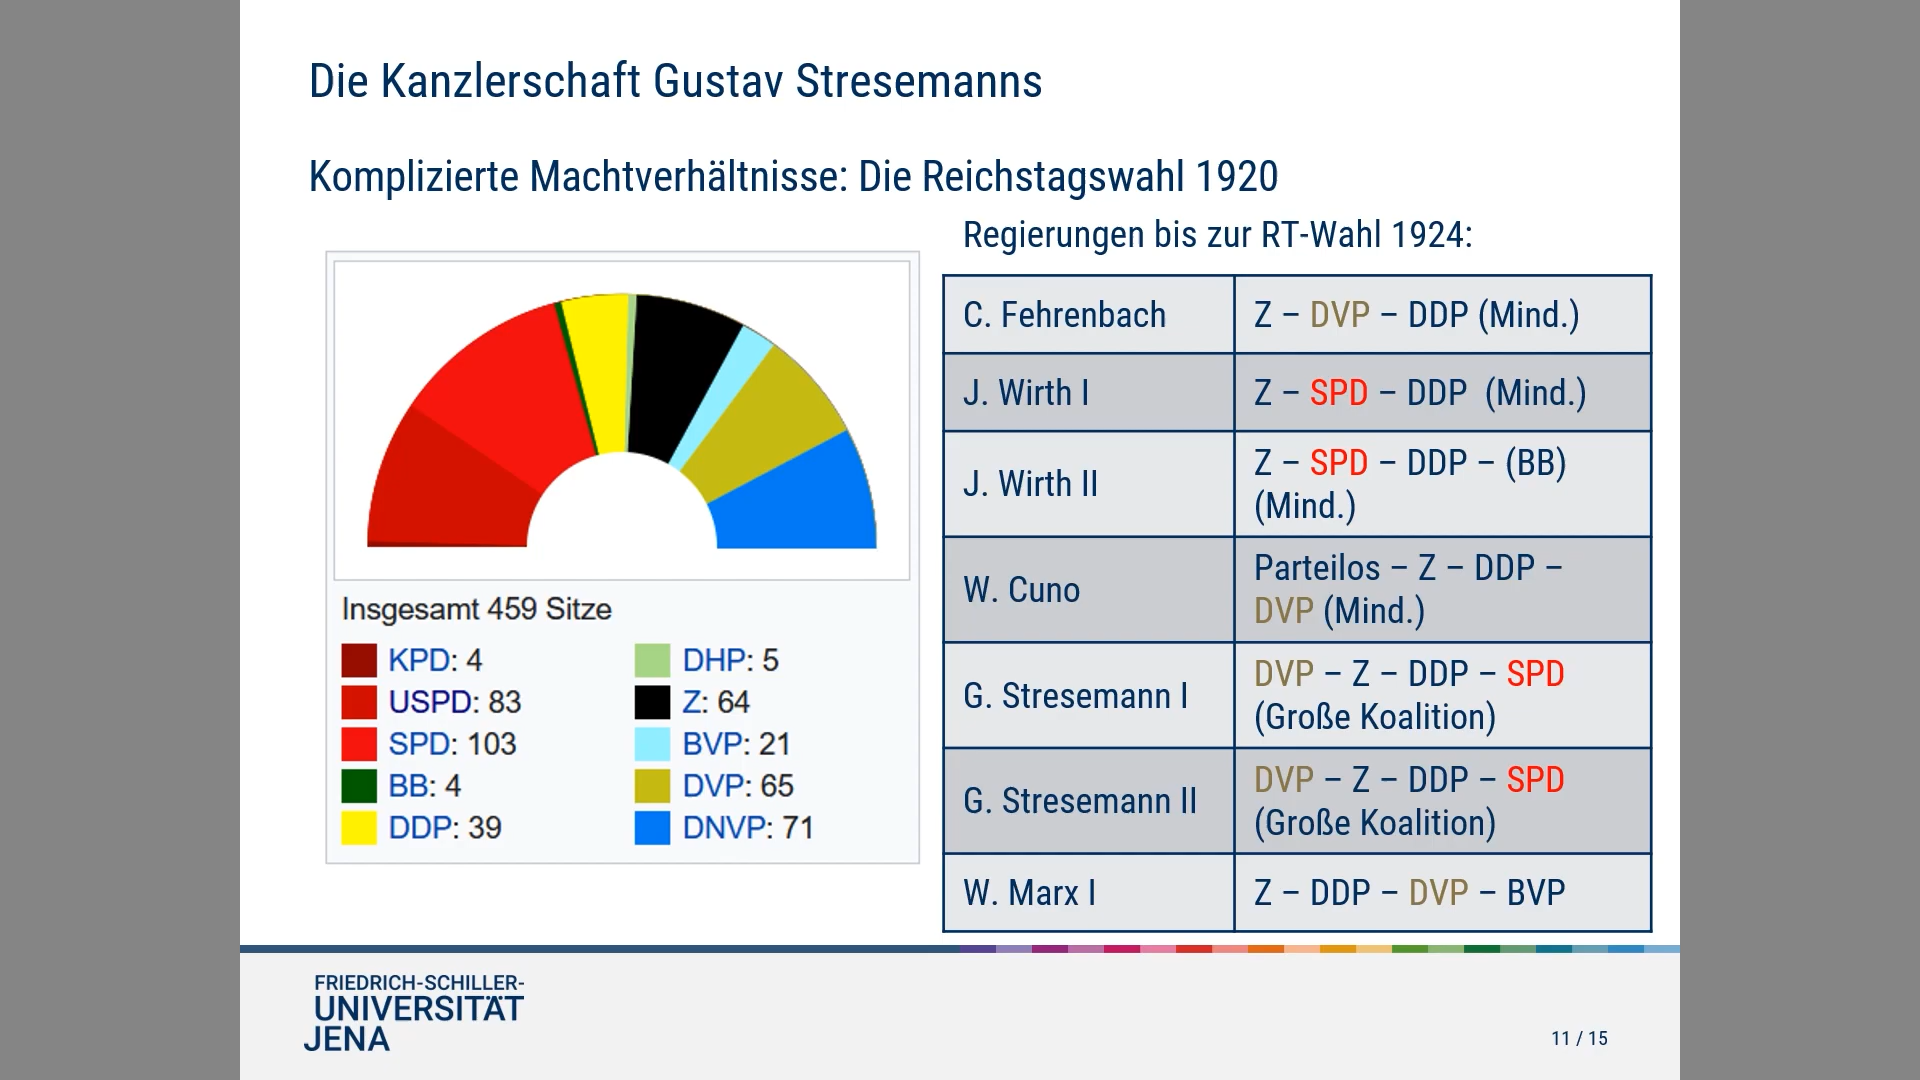 Die Kanzlerschaft Gustav Stresemanns
Komplizierte Machtverhältnisse: Die Reichstagswahl 1920
Insgesamt 459 Sitze
KPD: 4
USPD: 83
SPD: 103
BB: 4
DDP: 39
DHP: 5
Z: 64
BVP: 21
DVP: 65
DNVP: 71
Regierungen bis zur RT-Wahl 1924:
C. Fehrenbach
Z – DVP – DDP (Mind.)
J. Wirth I
Z – SPD – DDP (Mind.)
J. Wirth II
Z – SPD – DDP – (BB)
(Mind.)
W. Cuno
Parteilos – Z – DDP –
DVP (Mind.)
G. Stresemann I
DVP – Z – DDP – SPD
(Große Koalition)
G. Stresemann II
DVP – Z – DDP – SPD
(Große Koalition)
W. Marx I
Z – DDP – DVP – BVP
FRIEDRICH-SCHILLER-
UNIVERSITÄT
JENA
11 / 15